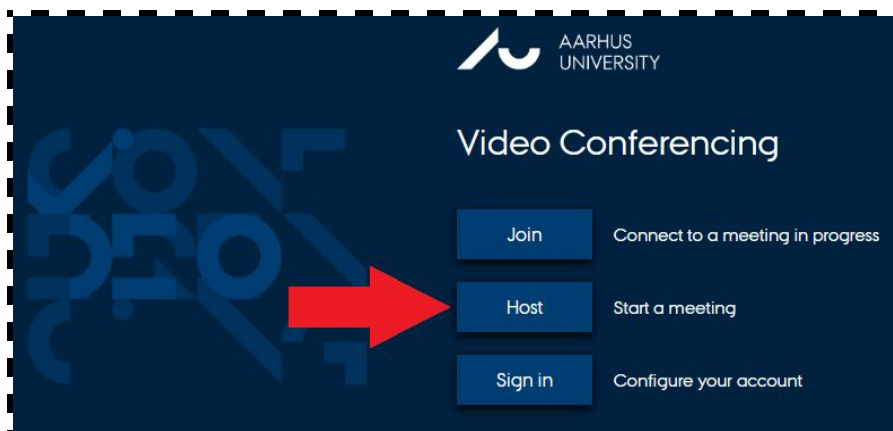 AARHUS
UNIVERSITY
Video Conferencing
Join Connect to a meeting in progress
Host Start a meeting
Sign in Configure your account